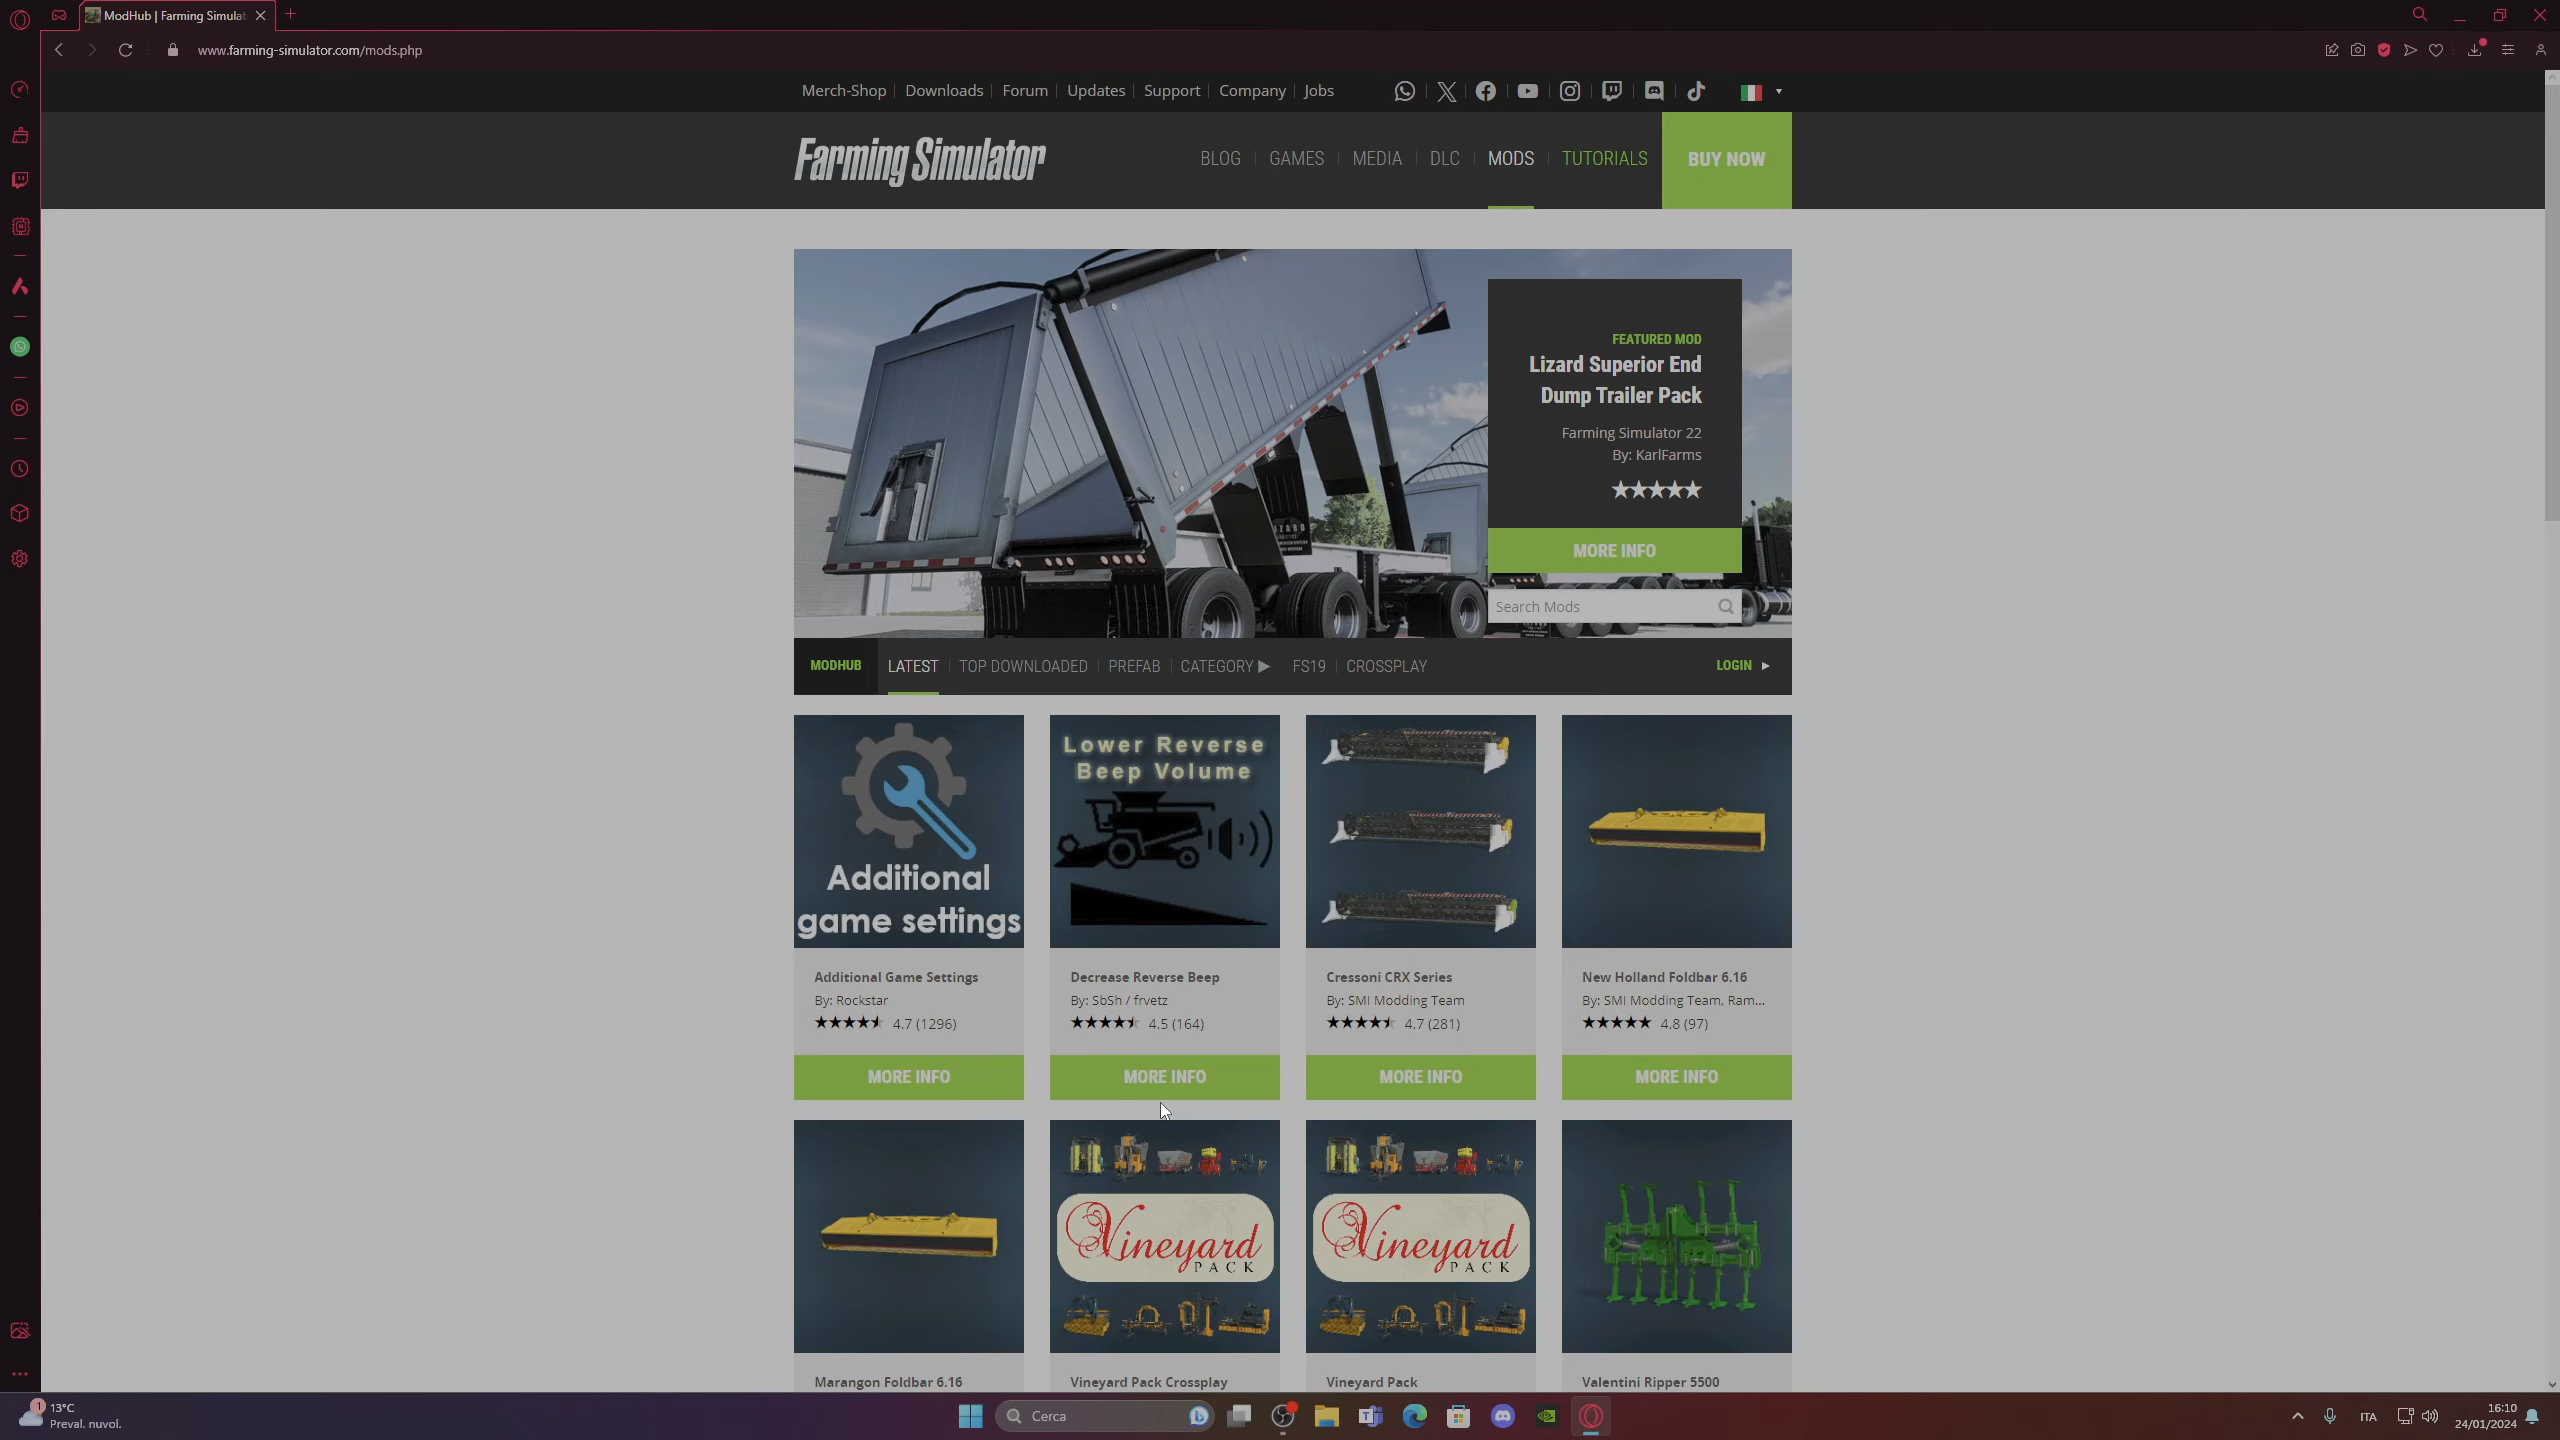 ModHub | Farming Simulat
www.farming-simulator.com/mods.php
Merch-Shop Downloads Forum Updates Support Company Jobs
Farming Simulator
BLOG GAMES MEDIA DLC MODS TUTORIALS BUY NOW
FEATURED MOD
Lizard Superior End
Dump Trailer Pack
Farming Simulator 22
By: KarlFarms
MORE INFO
Search Mods
MODHUB LATEST TOP DOWNLOADED PREFAB CATEGORY FS19 CROSSPLAY LOGIN
Additional
game settings
Lower Reverse
Beep Volume
Additional Game Settings
By: Rockstar
4.7 (1296)
MORE INFO
Decrease Reverse Beep
By: SbSh / frvetz
4.5 (164)
MORE INFO
Cressoni CRX Series
By: SMI Modding Team
4.7 (281)
MORE INFO
New Holland Foldbar 6.16
By: SMI Modding Team, Ram...
4.8 (97)
MORE INFO
Vineyard
PACK
Vineyard
PACK
Marangon Foldbar 6.16
Vineyard Pack Crossplay
Vineyard Pack
Valentini Ripper 5500
1
13°C
Preval. nuvol.
Cerca
ITA
16:10
24/01/2024